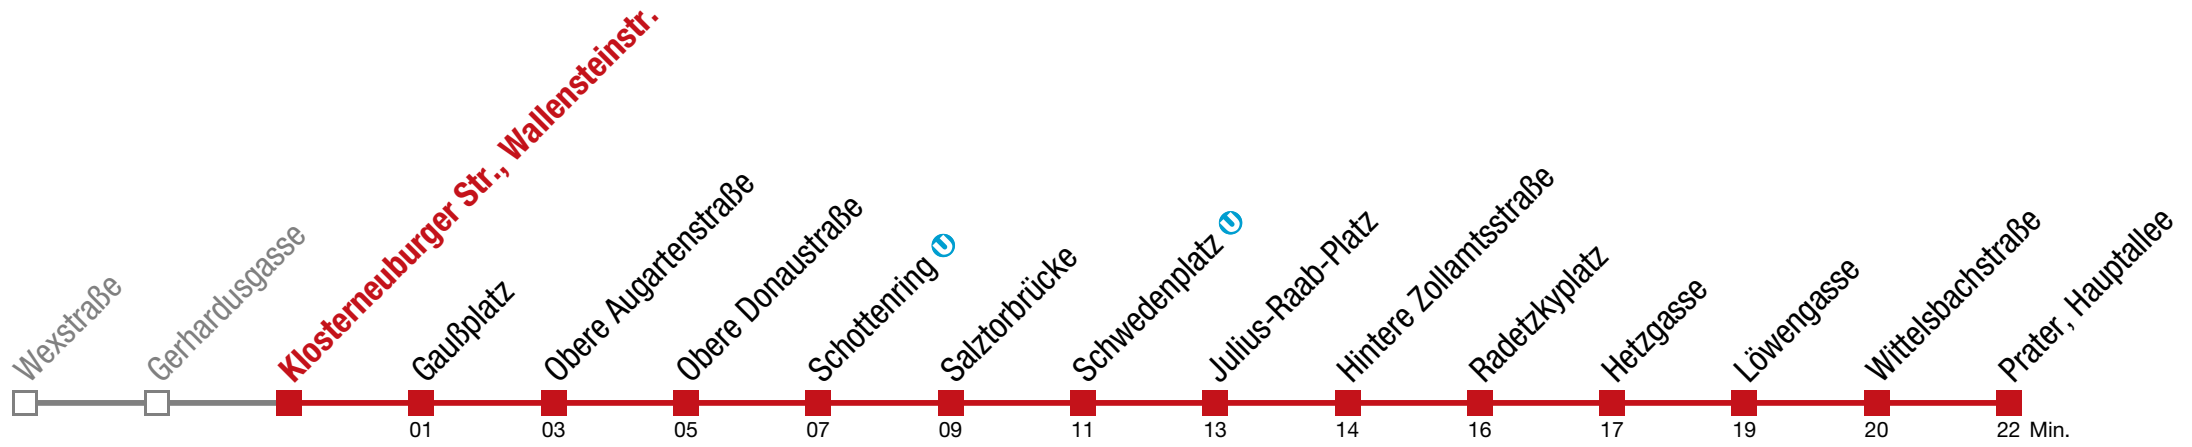 Wexstraße
Gerhardusgasse
Klosterneuburger Str., Wallensteinstr.
Gaußplatz
Obere Augartenstraße
Obere Donaustraße
Schottenring U
Salztorbrücke
Schwedenplatz U
Julius-Raab-Platz
Hintere Zollamtsstraße
Radetzkyplatz
Hetzgasse
Löwengasse
Wittelsbachstraße
Prater, Hauptallee
01 03 05 07 09 11 13 14 16 17 19 20 22 Min.